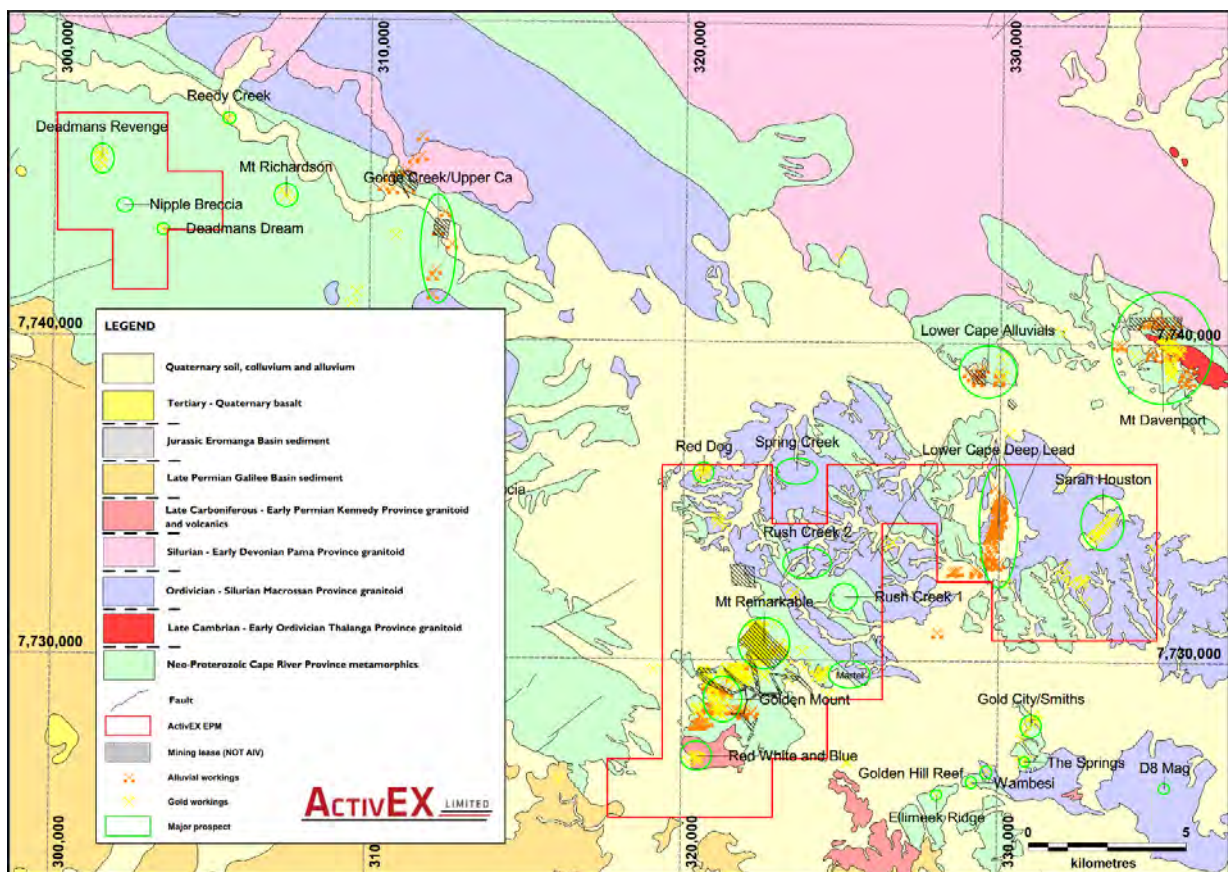 300,000
310,000
320,000
330,000
Reedy Creek
Deadmans Revenge
Mt Richardson
Gorge Creek/Upper Ca
Nipple Breccia
Deadmans Dream
7,740,000
Lower Cape Alluvials
7,740,000
Mt Davenport
LEGEND
Quaternary soil, colluvium and alluvium
Tertiary - Quaternary basalt
Jurassic Eromanga Basin sediment
Late Permian Galilee Basin sediment
Late Carboniferous - Early Permian Kennedy Province granitoid
and volcanics
Silurian - Early Devonian Pama Province granitoid
Ordivician - Silurian Macrossan Province granitoid
Late Cambrian - Early Ordivician Thalanga Province granitoid
Neo-Proterozoic Cape River Province metamorphics
Fault
ActivEX EPM
Mining lease (NOT AIV)
Alluvial workings
Gold workings
Major prospect
ACTIVEX LIMITED
Red Dog
Spring Creek
Lower Cape Deep Lead
Sarah Houston
cia
Rush Creek 2
Mt Remarkable
Rush Creek 1
7,730,000
7,730,000
Golden Mount
Gold City/Smiths
Red White and Blue
The Springs
D8 Mag
Golden Hill Reef
Wambesi
Ellimeek Ridge
300,000
310
320,000
330,000
0
5
kilometres